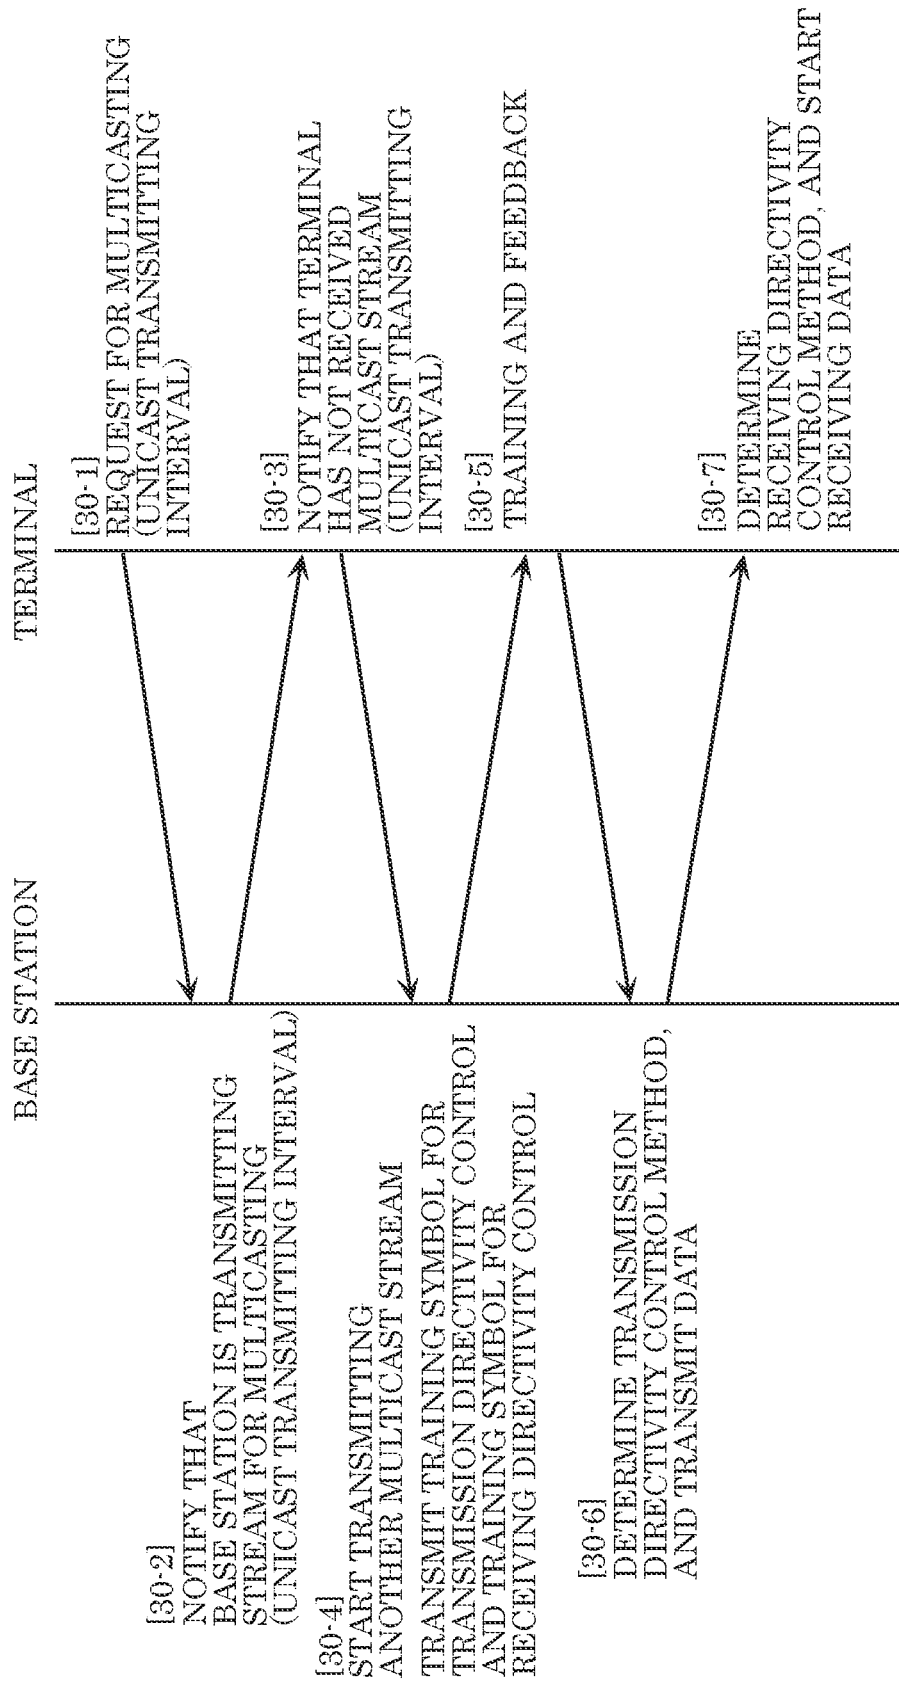 BASE STATION
TERMINAL
[30-1]
REQUEST FOR MULTICASTING
(UNICAST TRANSMITTING
INTERVAL)
[30-2]
NOTIFY THAT
BASE STATION IS TRANSMITTING
STREAM FOR MULTICASTING
(UNICAST TRANSMITTING INTERVAL)
[30-3]
NOTIFY THAT TERMINAL
HAS NOT RECEIVED
MULTICAST STREAM
(UNICAST TRANSMITTING
INTERVAL)
[30-4]
START TRANSMITTING
ANOTHER MULTICAST STREAM
TRANSMIT TRAINING SYMBOL FOR
TRANSMISSION DIRECTIVITY CONTROL
AND TRAINING SYMBOL FOR
RECEIVING DIRECTIVITY CONTROL
[30-5]
TRAINING AND FEEDBACK
[30-6]
DETERMINE TRANSMISSION
DIRECTIVITY CONTROL METHOD,
AND TRANSMIT DATA
[30-7]
DETERMINE
RECEIVING DIRECTIVITY
CONTROL METHOD, AND START
RECEIVING DATA